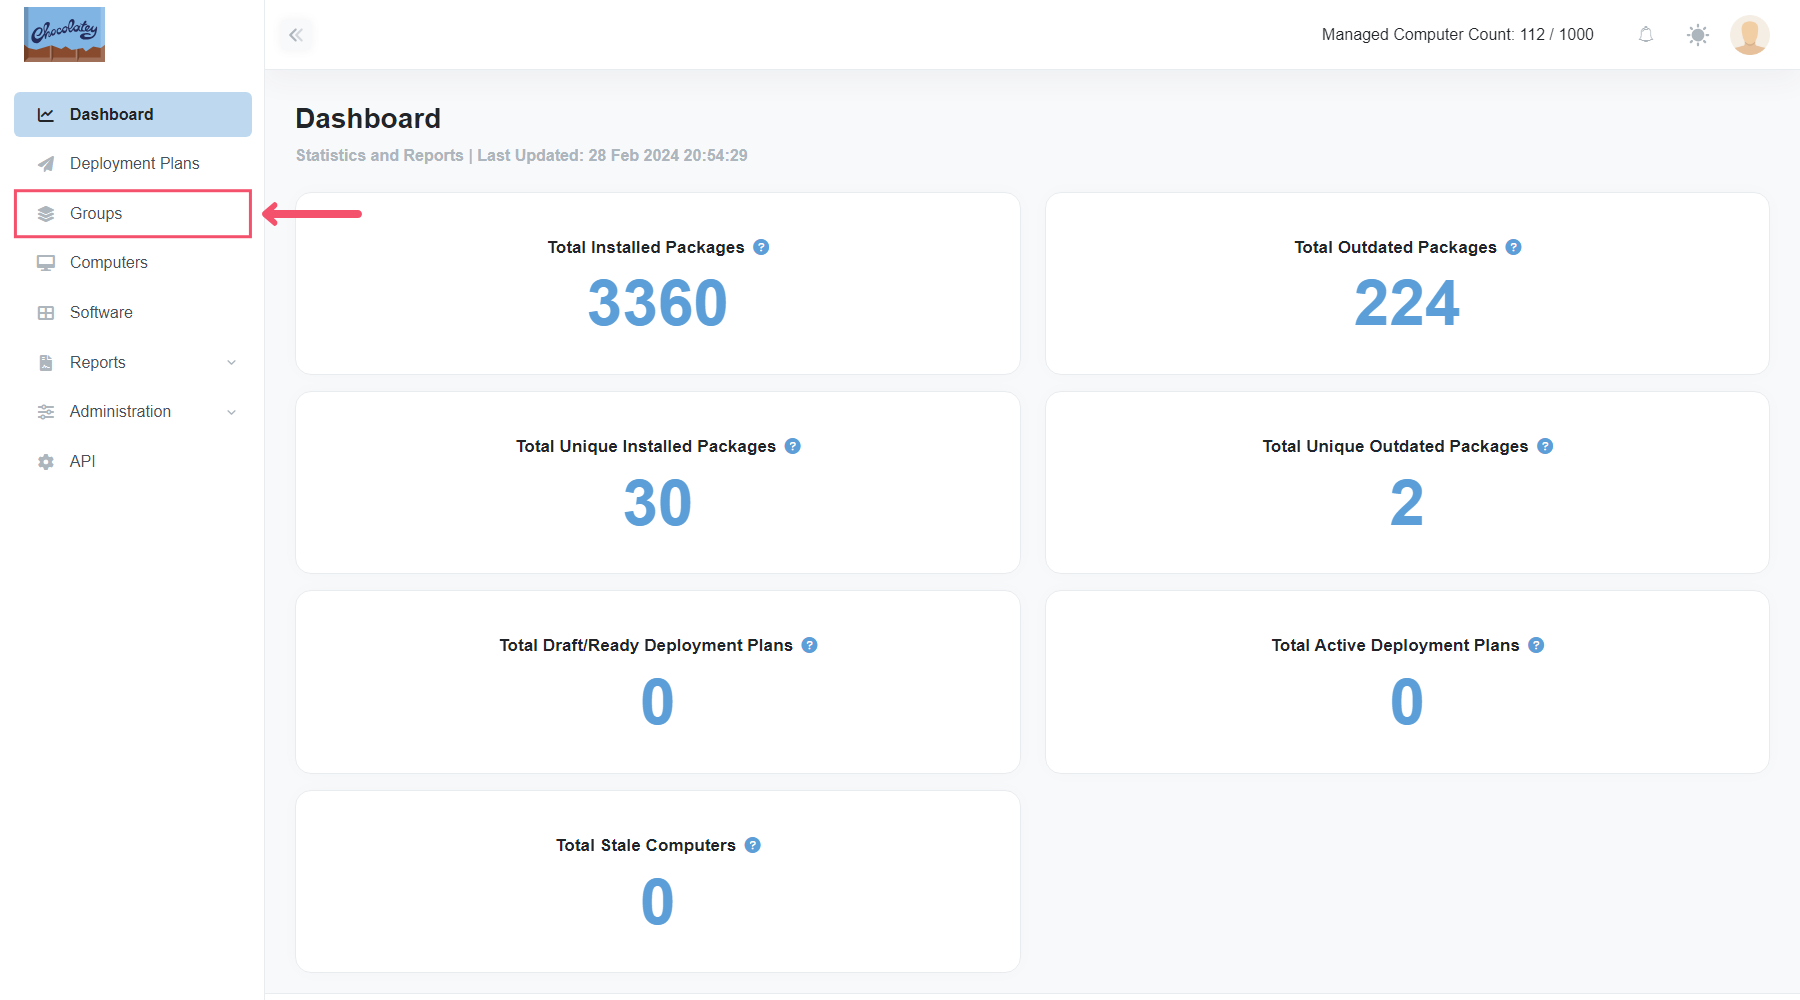 Chocolatey
Managed Computer Count: 112 / 1000
Dashboard
Deployment Plans
Groups
Computers
Software
Reports
Administration
API
Dashboard
Statistics and Reports | Last Updated: 28 Feb 2024 20:54:29
Total Installed Packages ?
3360
Total Outdated Packages ?
224
Total Unique Installed Packages ?
30
Total Unique Outdated Packages ?
2
Total Draft/Ready Deployment Plans ?
0
Total Active Deployment Plans ?
0
Total Stale Computers ?
0